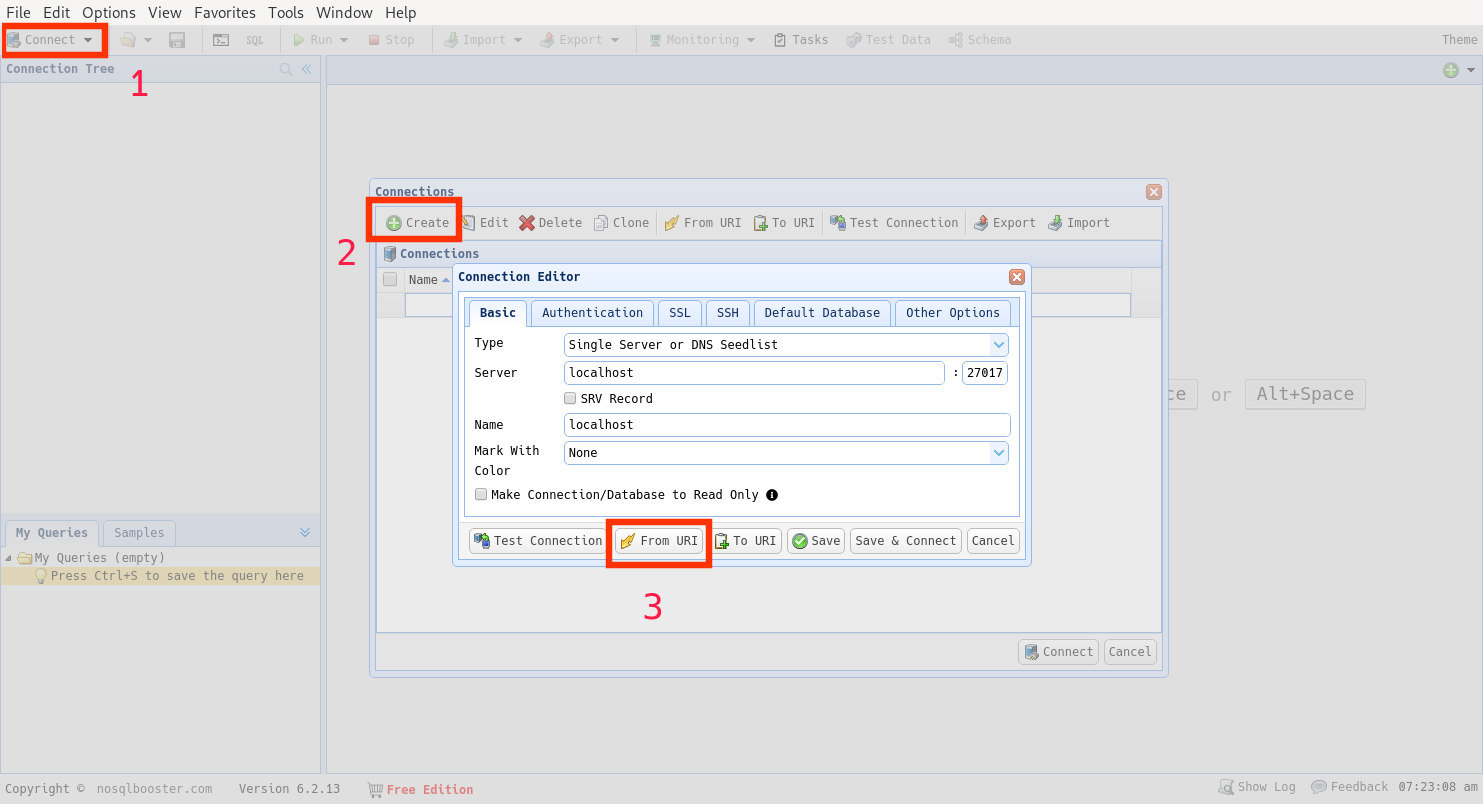 File Edit Options View Favorites Tools Window Help
Connect SQL Run Stop Import Export Monitoring Tasks Test Data Schema Theme
Connection Tree
1
Connections
Create Edit Delete Clone From URI To URI Test Connection Export Import
2
Connections
Name
Connection Editor
Basic Authentication SSL SSH Default Database Other Options
Type Single Server or DNS Seedlist
Server localhost : 27017
SRV Record
or Alt+Space
Name localhost
Mark With Color None
Make Connection/Database to Read Only
Test Connection From URI To URI Save Save & Connect Cancel
3
Connect Cancel
My Queries Samples
My Queries (empty)
Press Ctrl+S to save the query here
Copyright © nosqlbooster.com Version 6.2.13 Free Edition Show Log Feedback 07:23:08 am